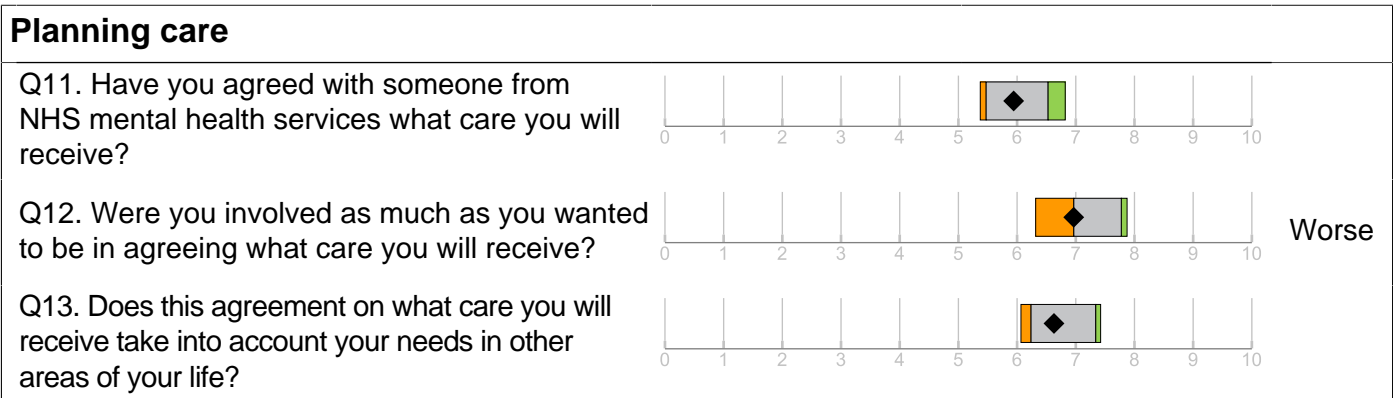 Planning care
Q11. Have you agreed with someone from
NHS mental health services what care you will
receive?
0 1 2 3 4 5 6 7 8 9 10
Q12. Were you involved as much as you wanted
to be in agreeing what care you will receive?
0 1 2 3 4 5 6 7 8 9 10
Worse
Q13. Does this agreement on what care you will
receive take into account your needs in other
areas of your life?
0 1 2 3 4 5 6 7 8 9 10